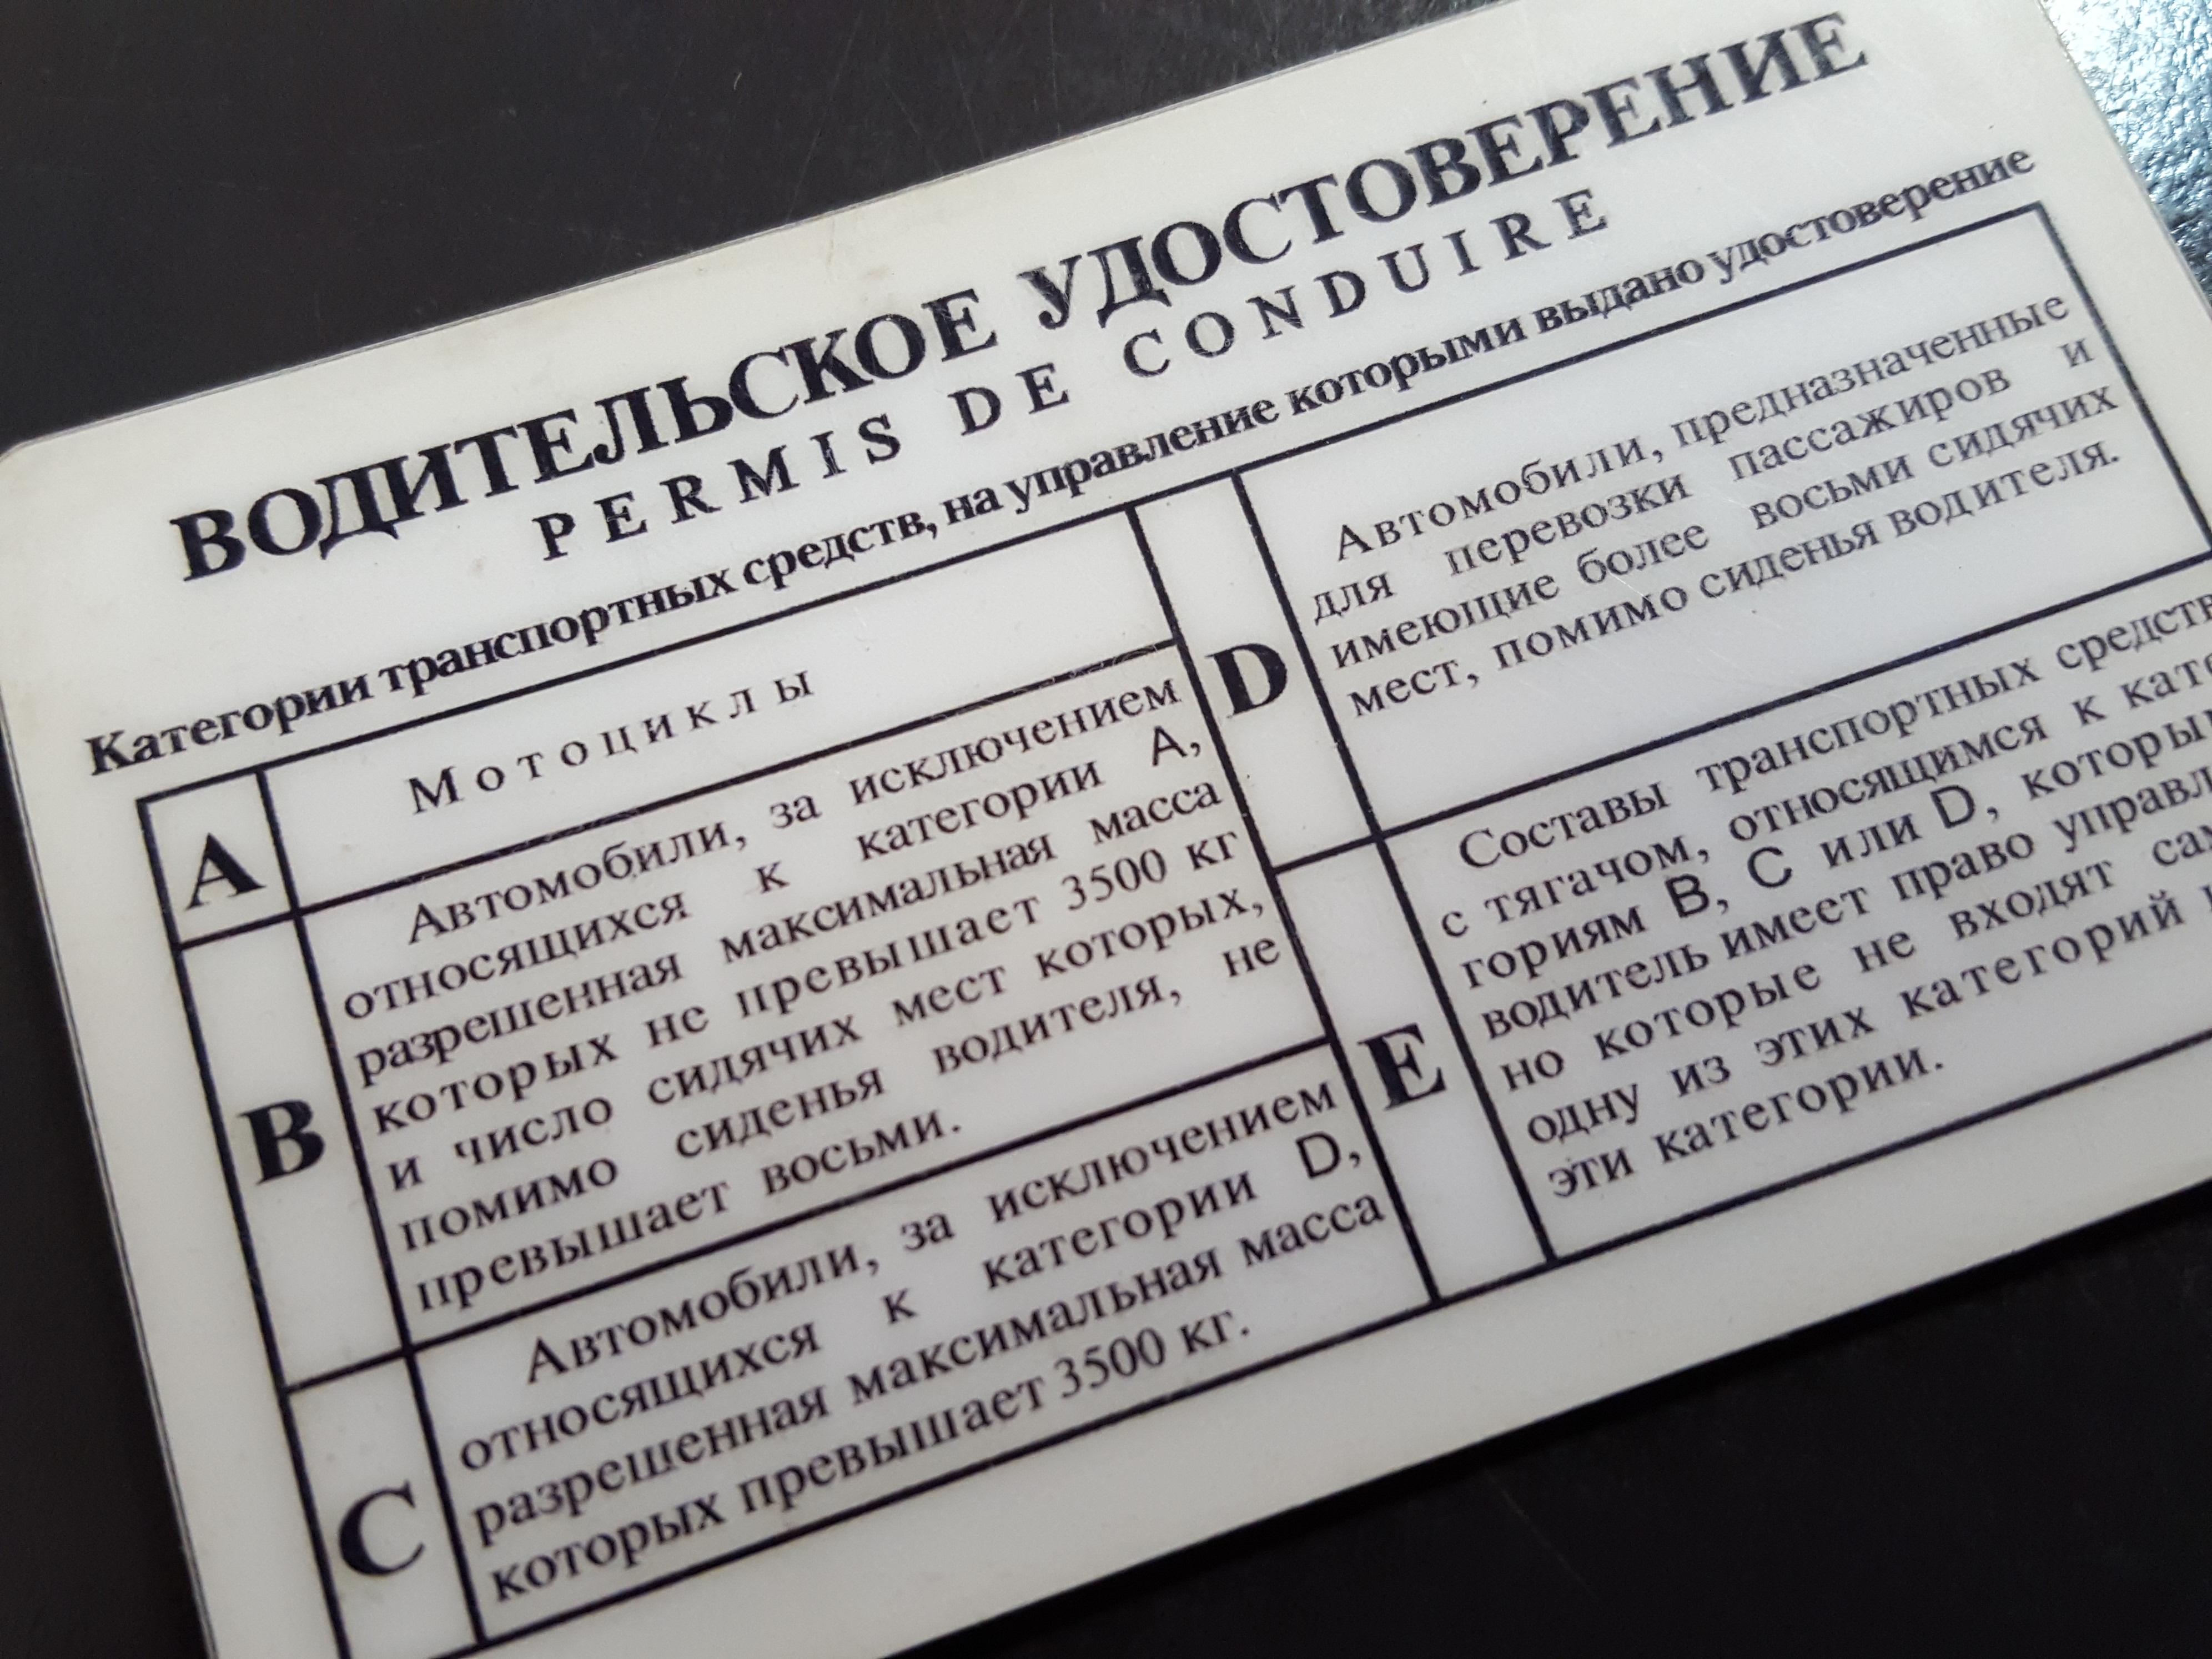 ВОДИТЕЛЬСКОЕ УДОСТОВЕРЕНИЕ
PERMIS DE CONDUIRE
Категории транспортных средств, на управление которыми выдано удостоверение
A
Мотоциклы
B
Автомобили, за исключением
относящихся к категории A,
разрешенная максимальная масса
которых не превышает 3500 кг
и число сидячих мест которых,
помимо сиденья водителя, не
превышает восьми.
C
Автомобили, за исключением
относящихся к категории D,
разрешенная максимальная масса
которых превышает 3500 кг.
D
Автомобили, предназначенные
для перевозки пассажиров и
имеющие более восьми сидячих
мест, помимо сиденья водителя.
E
Составы транспортных средств
с тягачом, относящимся к
гориям B, C или D,
водитель имеет право
но которые не входят
одну из этих категорий
эти категории.